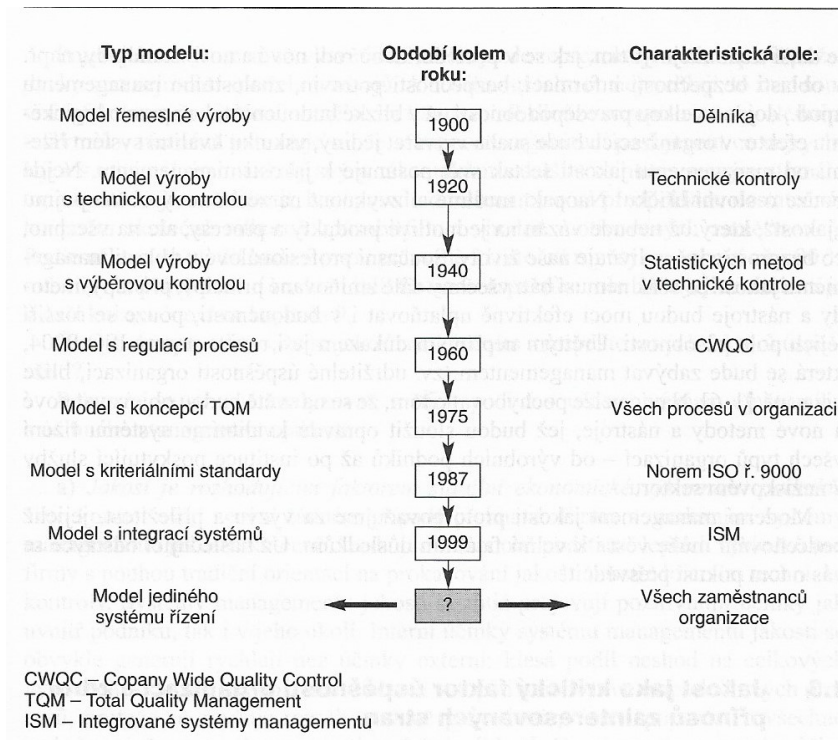 Typ modelu: Období kolem Charakteristické role:
roku:
Model řemeslné výroby 1900 Dělníka
Model výroby
s technickou kontrolou 1920 Technické kontroly
Model výroby
s výběrovou kontrolou 1940 Statistických metod
v technické kontrole
Model s regulací procesů 1960 CWQC
Model s koncepcí TQM 1975 Všech procesů v organizaci
Model s kriteriálními standardy 1987 Norem ISO ř. 9000
Model s integrací systémů 1999 ISM
Model jediného
systému řízení ? Všech zaměstnanců
organizace
CWQC – Copany Wide Quality Control
TQM – Total Quality Management
ISM – Integrované systémy managementu